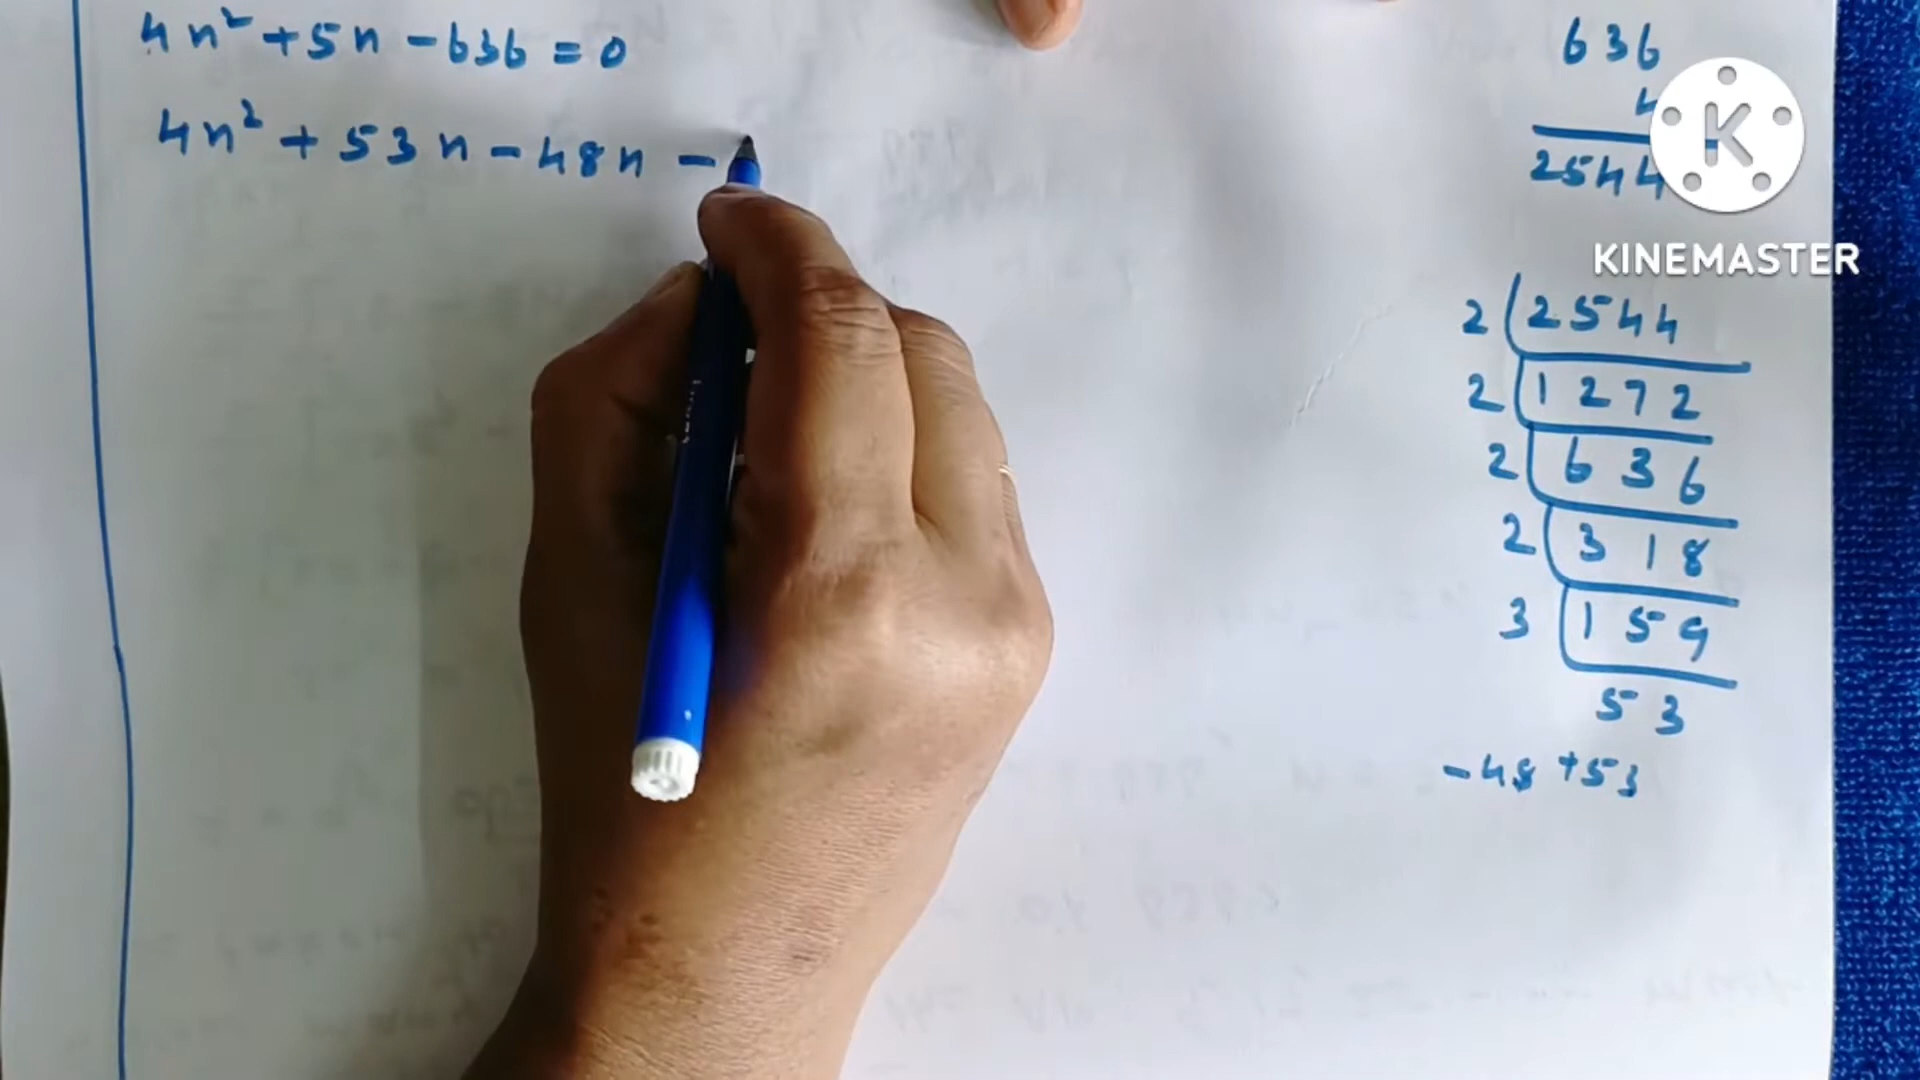 4n² + 5n - 636 = 0
4n² + 53n - 48n -
636
4
2544
K
KINEMASTER
2 2544
2 1272
2 636
2 318
3 159
53
-48 +53